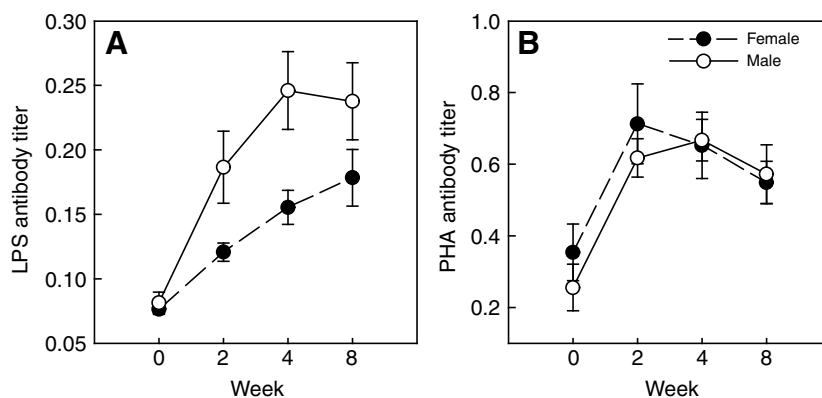 A
LPS antibody titer
0.30
0.25
0.20
0.15
0.10
0.05
0 2 4 8
Week
B
Female
Male
PHA antibody titer
1.0
0.8
0.6
0.4
0.2
0 2 4 8
Week